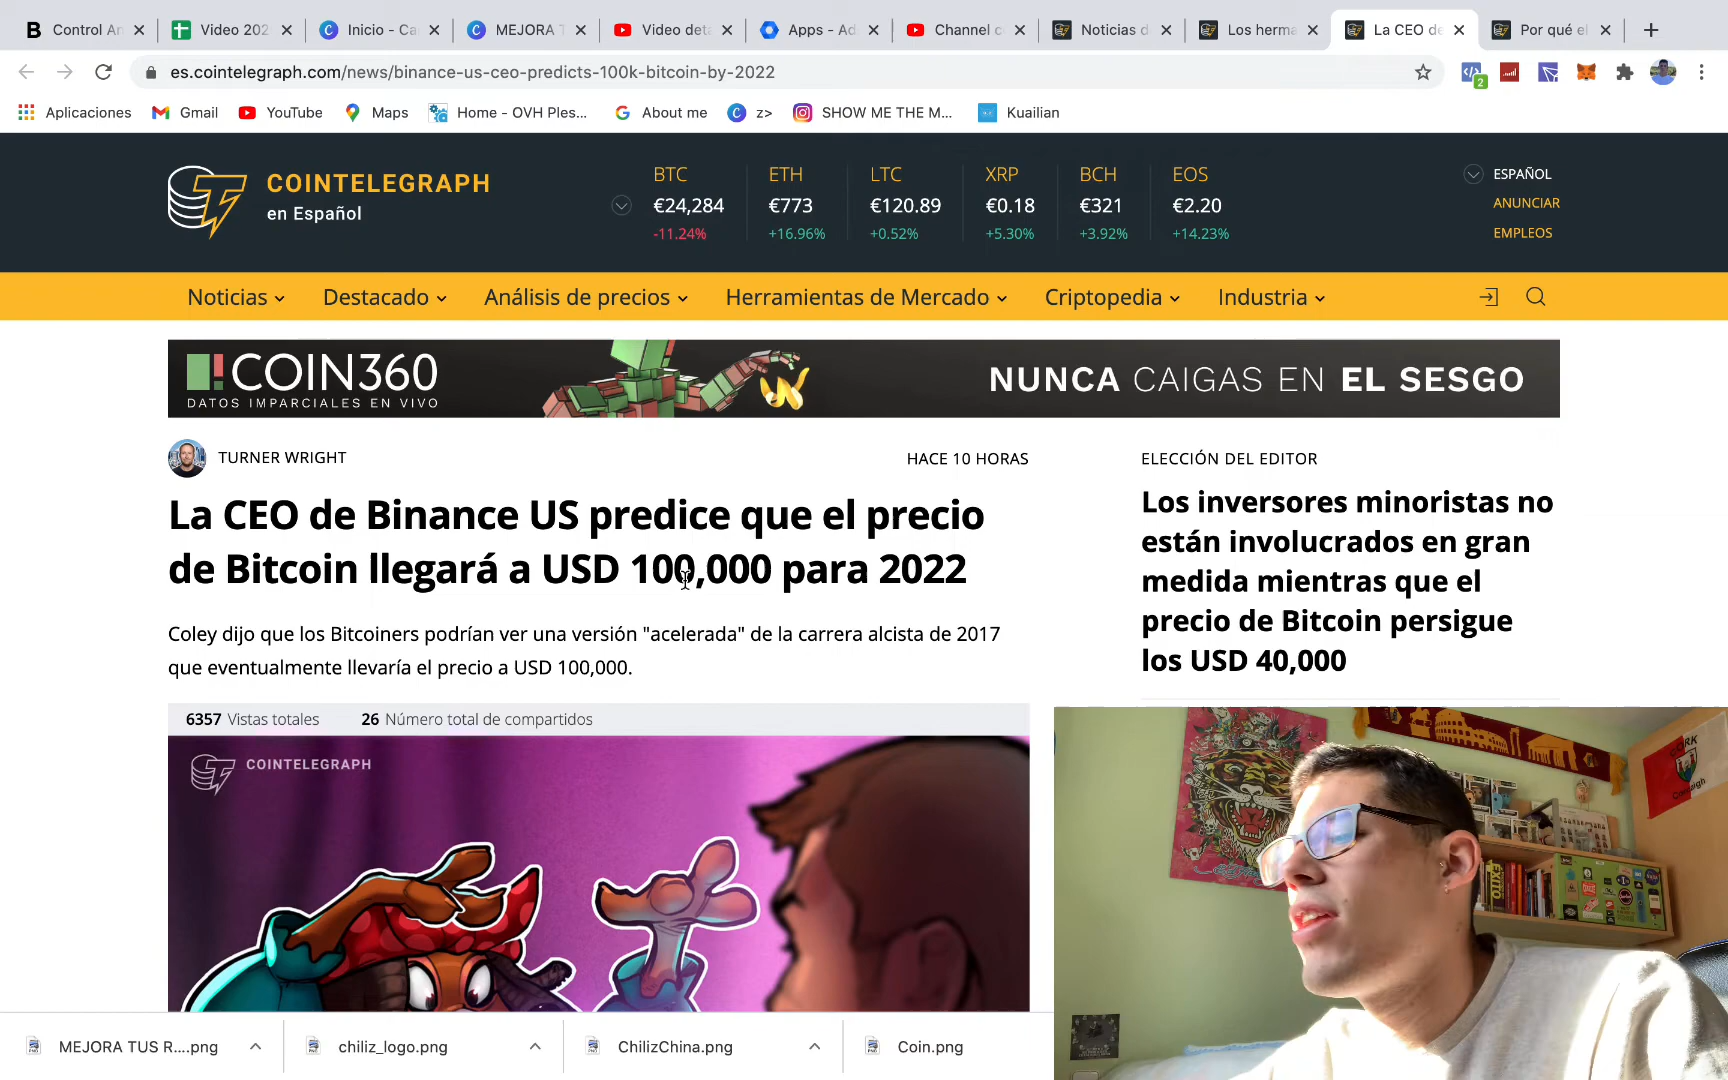 Control An
Video 202
Inicio - Ca
MEJORA T
Video deta
Apps - Ad
Channel c
Noticias d
Los herma
La CEO de
Por qué el
es.cointelegraph.com/news/binance-us-ceo-predicts-100k-bitcoin-by-2022
2
Aplicaciones
Gmail
YouTube
Maps
Home - OVH Ples...
About me
z>
SHOW ME THE M...
Kuailian
COINTELEGRAPH
en Español
BTC ETH LTC XRP BCH EOS
€24,284 €773 €120.89 €0.18 €321 €2.20
-11.24% +16.96% +0.52% +5.30% +3.92% +14.23%
ESPAÑOL
ANUNCIAR
EMPLEOS
Noticias Destacado Análisis de precios Herramientas de Mercado Criptopedia Industria
COIN360
DATOS IMPARCIALES EN VIVO
NUNCA CAIGAS EN EL SESGO
TURNER WRIGHT
HACE 10 HORAS
La CEO de Binance US predice que el precio
de Bitcoin llegará a USD 100,000 para 2022
Coley dijo que los Bitcoiners podrían ver una versión "acelerada" de la carrera alcista de 2017
que eventualmente llevaría el precio a USD 100,000.
6357 Vistas totales 26 Número total de compartidos
COINTELEGRAPH
ELECCIÓN DEL EDITOR
Los inversores minoristas no
están involucrados en gran
medida mientras que el
precio de Bitcoin persigue
los USD 40,000
ÉXITO
MEJORA TUS R....png
chiliz_logo.png
ChilizChina.png
Coin.png